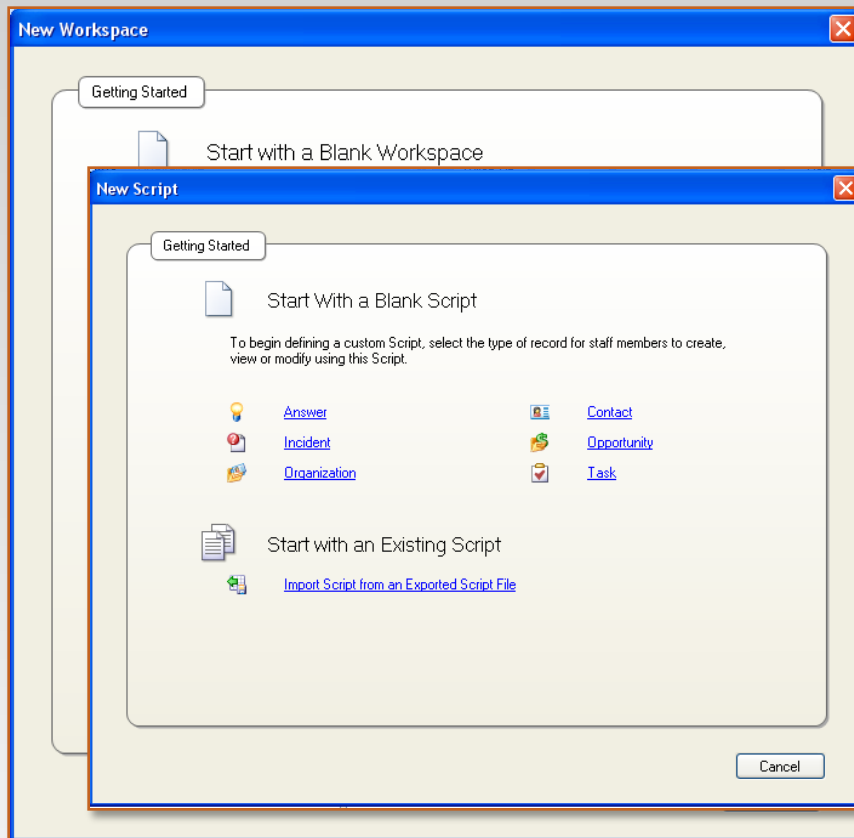 New Workspace
Getting Started
Start with a Blank Workspace
New Script
Getting Started
Start With a Blank Script
To begin defining a custom Script, select the type of record for staff members to create,
view or modify using this Script.
Answer
Contact
Incident
Opportunity
Organization
Task
Start with an Existing Script
Import Script from an Exported Script File
Cancel